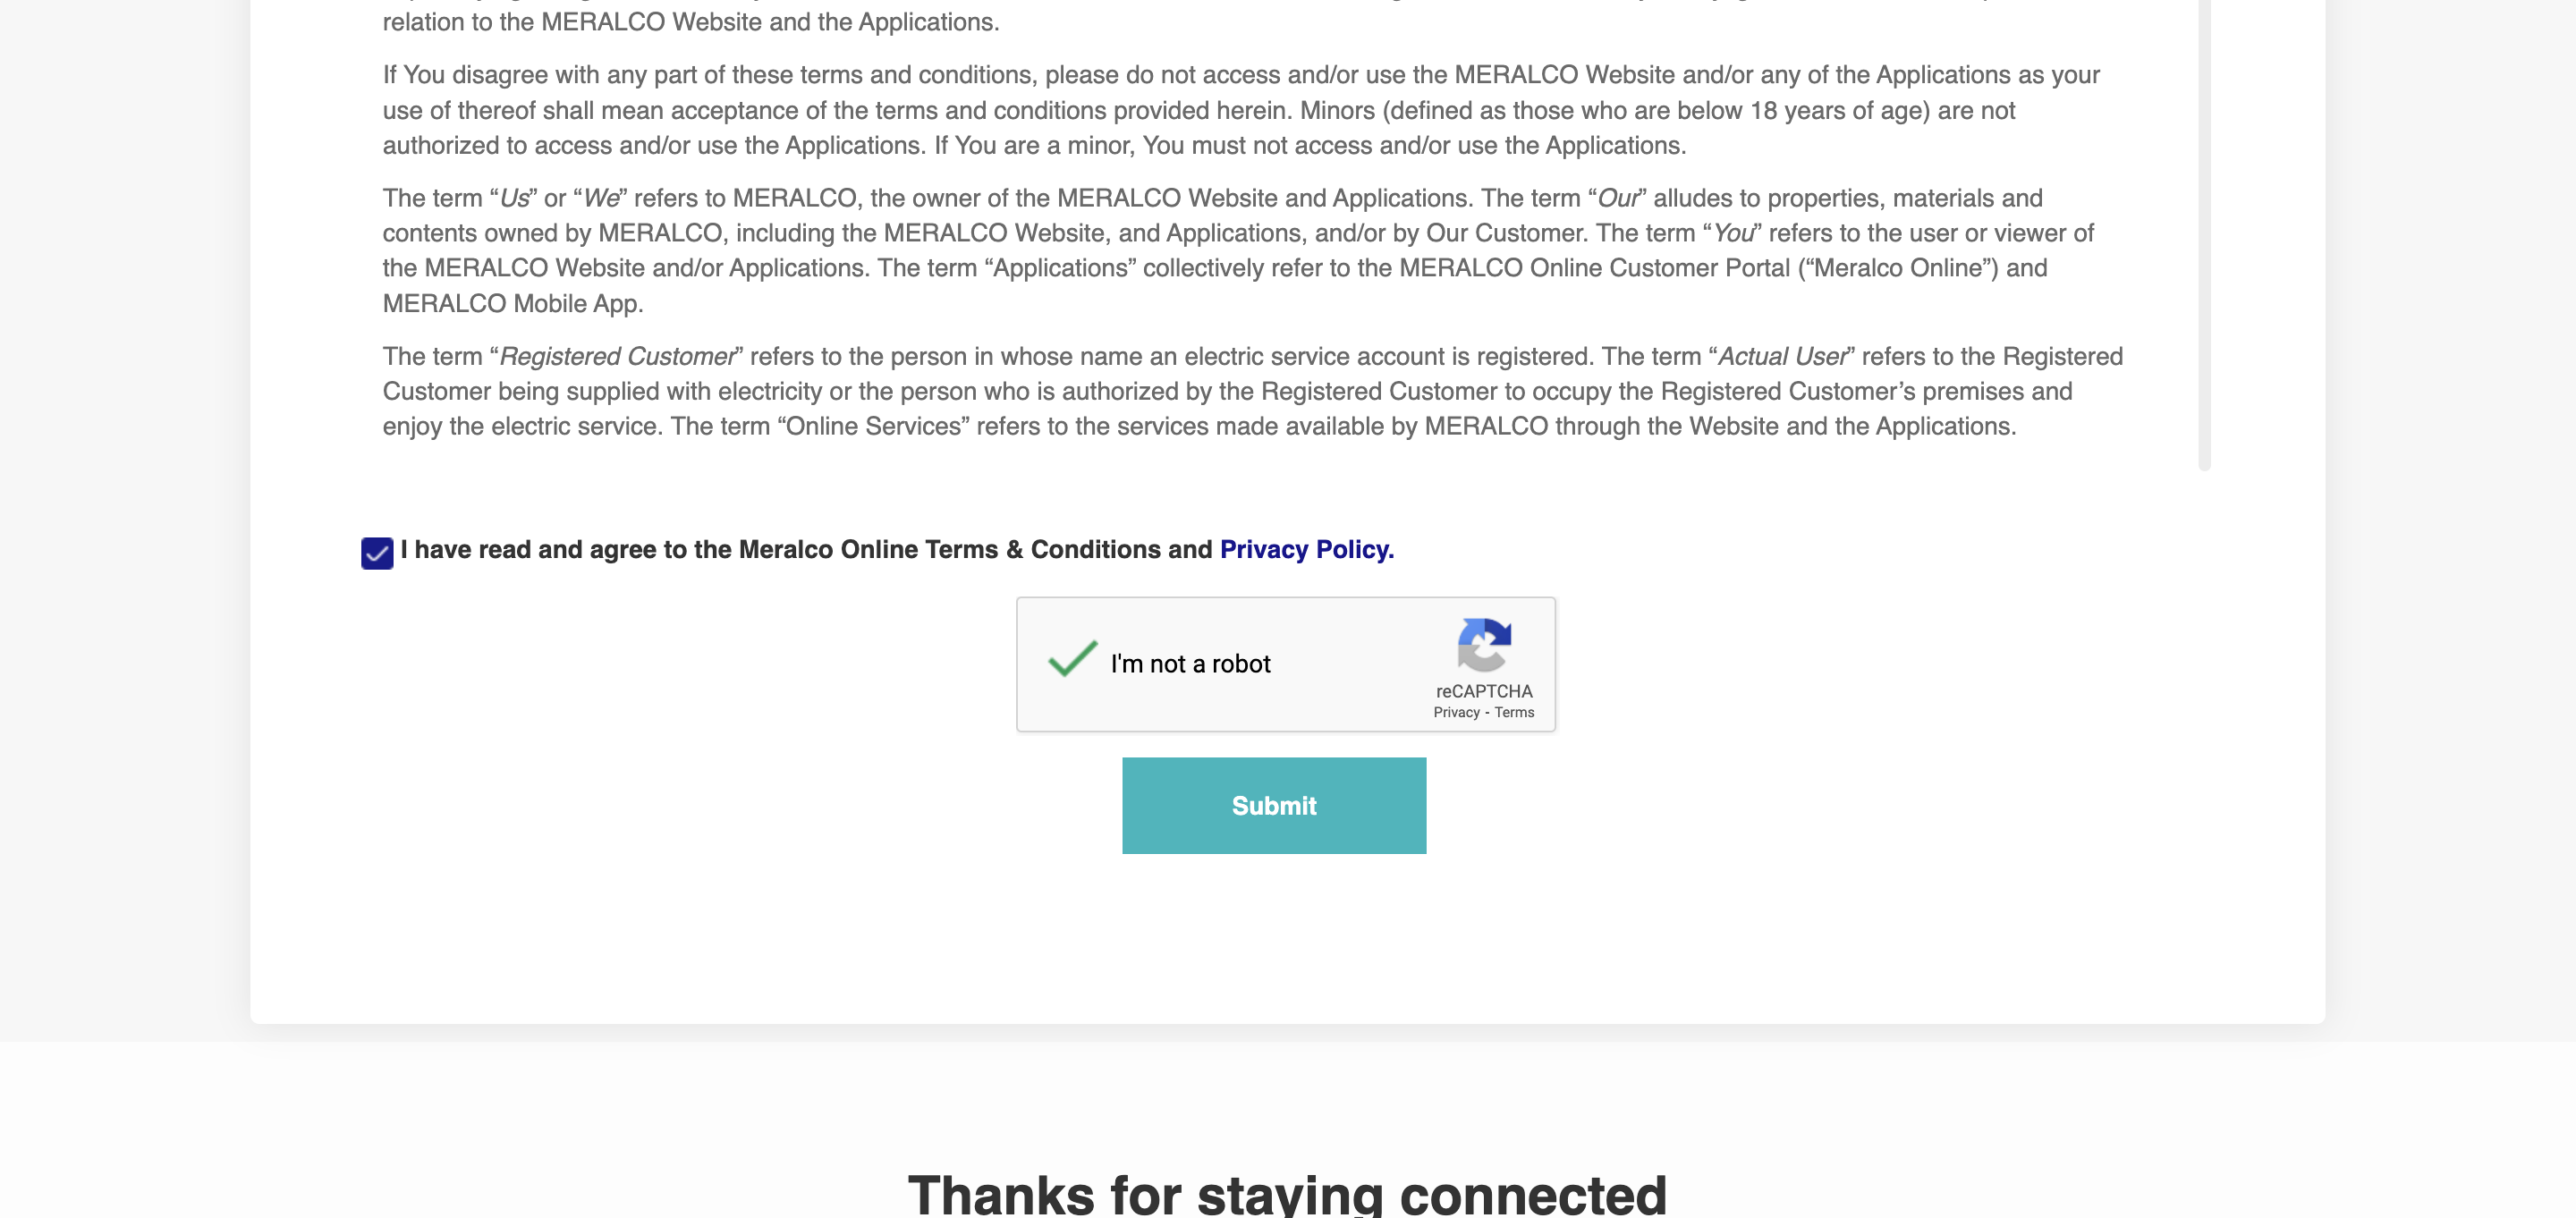 relation to the MERALCO Website and the Applications.
If You disagree with any part of these terms and conditions, please do not access and/or use the MERALCO Website and/or any of the Applications as your
use of thereof shall mean acceptance of the terms and conditions provided herein. Minors (defined as those who are below 18 years of age) are not
authorized to access and/or use the Applications. If You are a minor, You must not access and/or use the Applications.
The term “Us” or “We” refers to MERALCO, the owner of the MERALCO Website and Applications. The term “Our” alludes to properties, materials and
contents owned by MERALCO, including the MERALCO Website, and Applications, and/or by Our Customer. The term “You” refers to the user or viewer of
the MERALCO Website and/or Applications. The term “Applications” collectively refer to the MERALCO Online Customer Portal (“Meralco Online”) and
MERALCO Mobile App.
The term “Registered Customer” refers to the person in whose name an electric service account is registered. The term “Actual User” refers to the Registered
Customer being supplied with electricity or the person who is authorized by the Registered Customer to occupy the Registered Customer’s premises and
enjoy the electric service. The term “Online Services” refers to the services made available by MERALCO through the Website and the Applications.
I have read and agree to the Meralco Online Terms & Conditions and Privacy Policy.
I'm not a robot
reCAPTCHA
Privacy - Terms
Submit
Thanks for staying connected